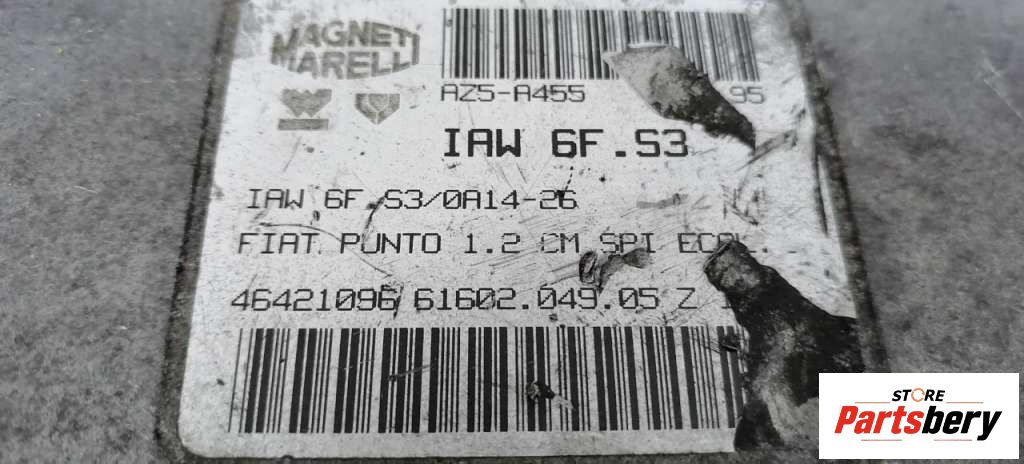 MAGNETI
MARELLI
AZ5-A455 95
IAW 6F.S3
IAW 6F.S3/0A14-26
FIAT PUNTO 1.2 CM SPI
46421096 61602.049.05 Z
STORE
Partsbery